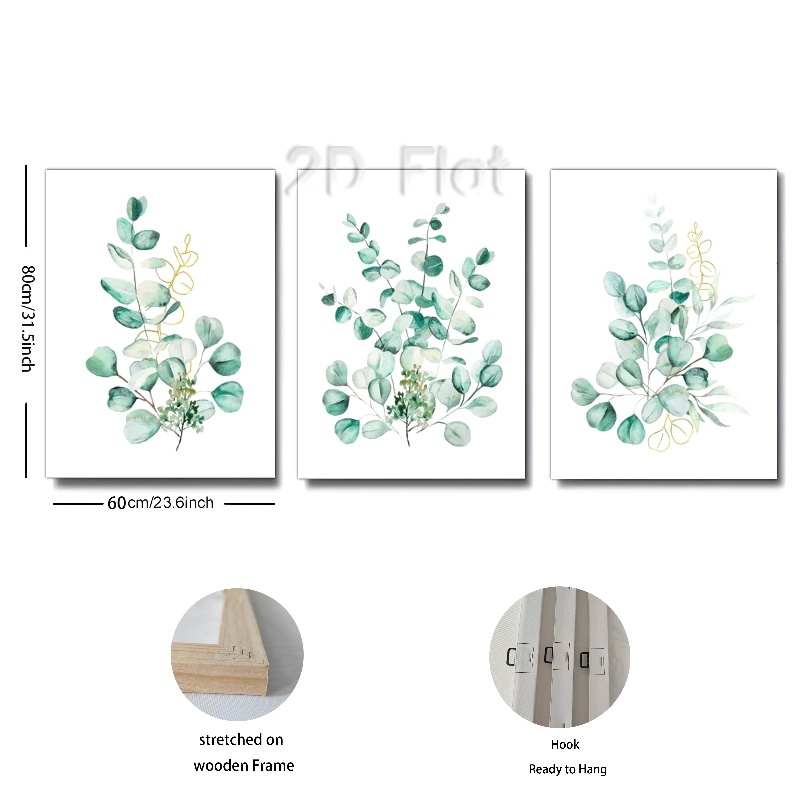 2D Flat
80cm/31.5inch
60cm/23.6inch
stretched on
wooden Frame
Hook
Ready to Hang